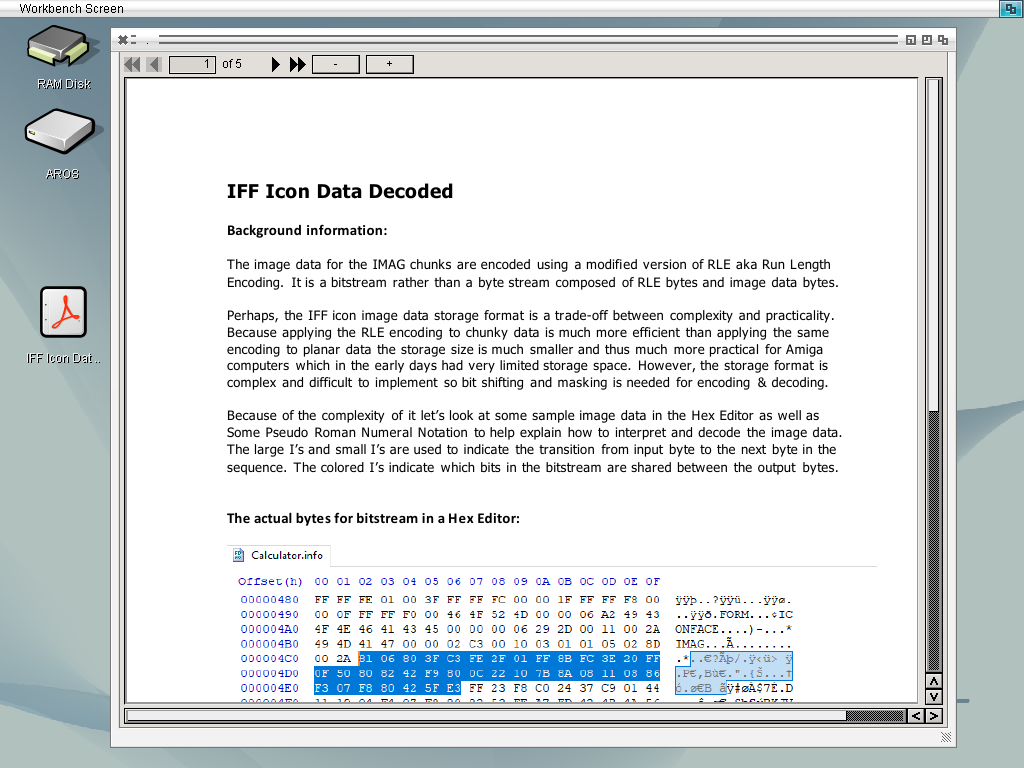 Workbench Screen
RAM Disk
AROS
IFF Icon Dat..
1 of 5
- +
IFF Icon Data Decoded
Background information:
The image data for the IMAG chunks are encoded using a modified version of RLE aka Run Length
Encoding. It is a bitstream rather than a byte stream composed of RLE bytes and image data bytes.
Perhaps, the IFF icon image data storage format is a trade-off between complexity and practicality.
Because applying the RLE encoding to chunky data is much more efficient than applying the same
encoding to planar data the storage size is much smaller and thus much more practical for Amiga
computers which in the early days had very limited storage space. However, the storage format is
complex and difficult to implement so bit shifting and masking is needed for encoding & decoding.
Because of the complexity of it let's look at some sample image data in the Hex Editor as well as
Some Pseudo Roman Numeral Notation to help explain how to interpret and decode the image data.
The large I's and small I's are used to indicate the transition from input byte to the next byte in the
sequence. The colored I's indicate which bits in the bitstream are shared between the output bytes.
The actual bytes for bitstream in a Hex Editor:
Calculator.info
Offset(h) 00 01 02 03 04 05 06 07 08 09 0A 0B 0C 0D 0E 0F
00000480 FF FF FE 01 00 3F FF FF FC 00 00 1F FF FF F8 00 ÿÿþ..?ÿÿü...ÿÿø.
00000490 00 0F FF FF F0 00 46 4F 52 4D 00 00 06 A2 49 43 ..ÿÿð.FORM...¢IC
000004A0 4F 4E 46 41 43 45 00 00 00 06 29 2D 00 11 00 2A ONFACE....)-...*
000004B0 49 4D 41 47 00 00 02 C3 00 10 03 01 01 05 02 8D IMAG...Ã........
000004C0 00 2A 81 06 80 3F C3 FE 2F 01 FF 8B FC 3E 20 FF .*..€?Ãþ/.ÿ‹ü> ÿ
000004D0 0F 50 80 82 42 F9 80 0C 22 10 7B 8A 08 11 08 86 .P€‚Bù€.".{Š...†
000004E0 F3 07 F8 80 42 5F E3 FF 23 F8 C0 24 37 C9 01 44 ó.ø€B_ãÿ#øÀ$7É.D